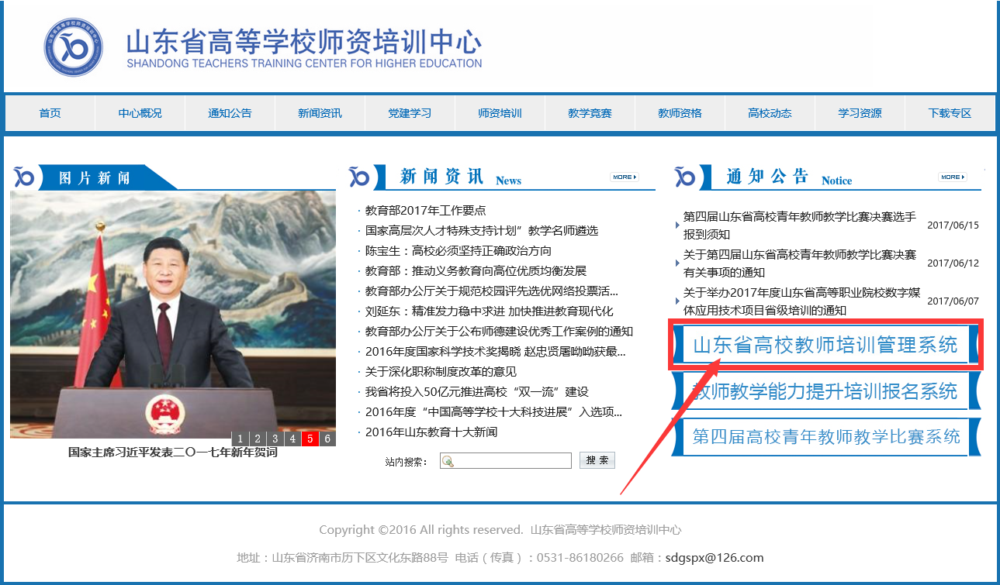 山东省高等学校师资培训中心
SHANDONG TEACHERS TRAINING CENTER FOR HIGHER EDUCATION
首页 中心概况 通知公告 新闻资讯 党建学习 师资培训 教学竞赛 教师资格 高校动态 学习资源 下载专区
图片新闻
1 2 3 4 5 6
国家主席习近平发表二〇一七年新年贺词
新闻资讯 News MORE
· 教育部2017年工作要点
· 国家高层次人才特殊支持计划”教学名师遴选
· 陈宝生：高校必须坚持正确政治方向
· 教育部：推动义务教育向高位优质均衡发展
· 教育部办公厅关于规范校园评先选优网络投票活...
· 刘延东：精准发力稳中求进 加快推进教育现代化
· 教育部办公厅关于公布师德建设优秀工作案例的通知
· 2016年度国家科学技术奖揭晓 赵忠贤屠呦呦获最...
· 关于深化职称制度改革的意见
· 我省将投入50亿元推进高校“双一流”建设
· 2016年度“中国高等学校十大科技进展”入选项...
· 2016年山东教育十大新闻
站内搜索： 搜 索
通知公告 Notice MORE
第四届山东省高校青年教师教学比赛决赛选手
报到须知 2017/06/15
关于第四届山东省高校青年教师教学比赛决赛
有关事项的通知 2017/06/12
关于举办2017年度山东省高等职业院校数字媒
体应用技术项目省级培训的通知 2017/06/07
山东省高校教师培训管理系统
教师教学能力提升培训报名系统
第四届高校青年教师教学比赛系统
Copyright ©2016 All rights reserved. 山东省高等学校师资培训中心
地址：山东省济南市历下区文化东路88号 电话（传真）：0531-86180266 邮箱：sdgspx@126.com